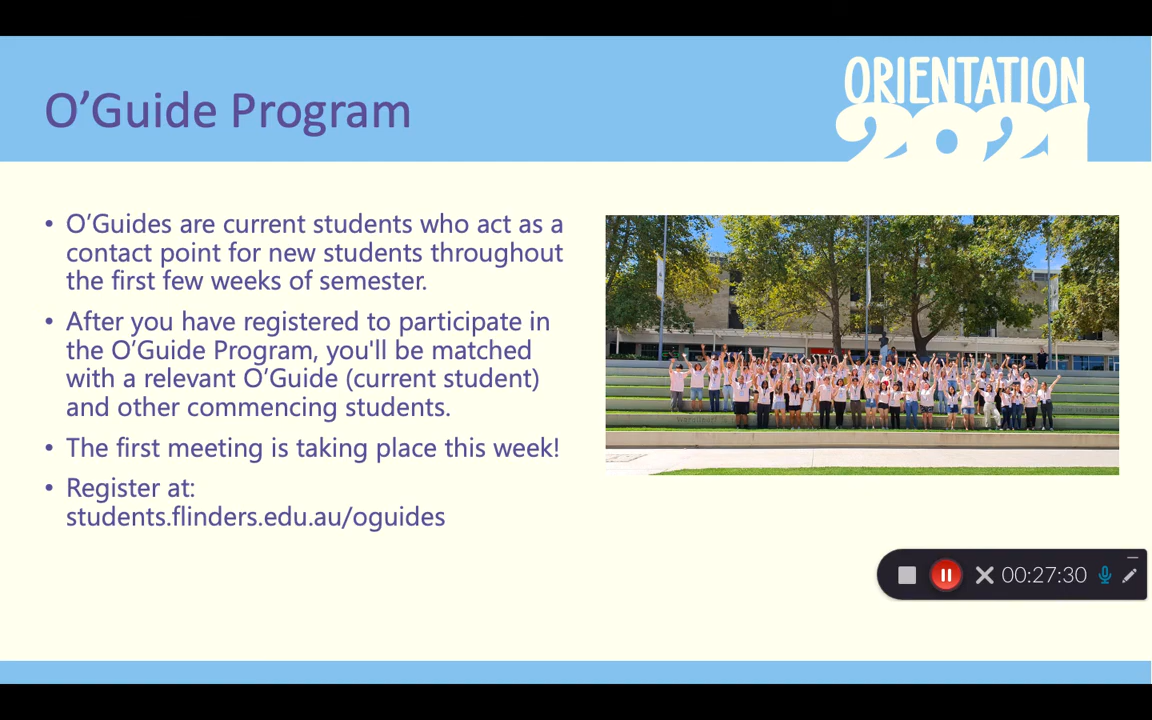 O’Guide Program
ORIENTATION
2021
• O’Guides are current students who act as a
contact point for new students throughout
the first few weeks of semester.
• After you have registered to participate in
the O’Guide Program, you'll be matched
with a relevant O’Guide (current student)
and other commencing students.
• The first meeting is taking place this week!
• Register at:
students.flinders.edu.au/oguides
00:27:30